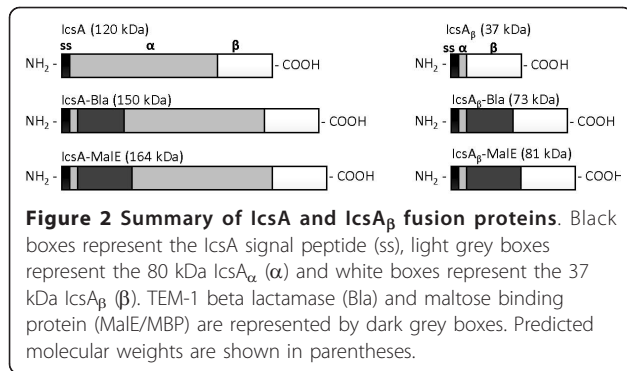 IcsA (120 kDa)
ss α β
NH₂ - - COOH
IcsA-Bla (150 kDa)
NH₂ - - COOH
IcsA-MalE (164 kDa)
NH₂ - - COOH
IcsAβ (37 kDa)
ss α β
NH₂ - - COOH
IcsAβ-Bla (73 kDa)
NH₂ - - COOH
IcsAβ-MalE (81 kDa)
NH₂ - - COOH
Figure 2 Summary of IcsA and IcsAβ fusion proteins. Black
boxes represent the IcsA signal peptide (ss), light grey boxes
represent the 80 kDa IcsAα (α) and white boxes represent the 37
kDa IcsAβ (β). TEM-1 beta lactamase (Bla) and maltose binding
protein (MalE/MBP) are represented by dark grey boxes. Predicted
molecular weights are shown in parentheses.